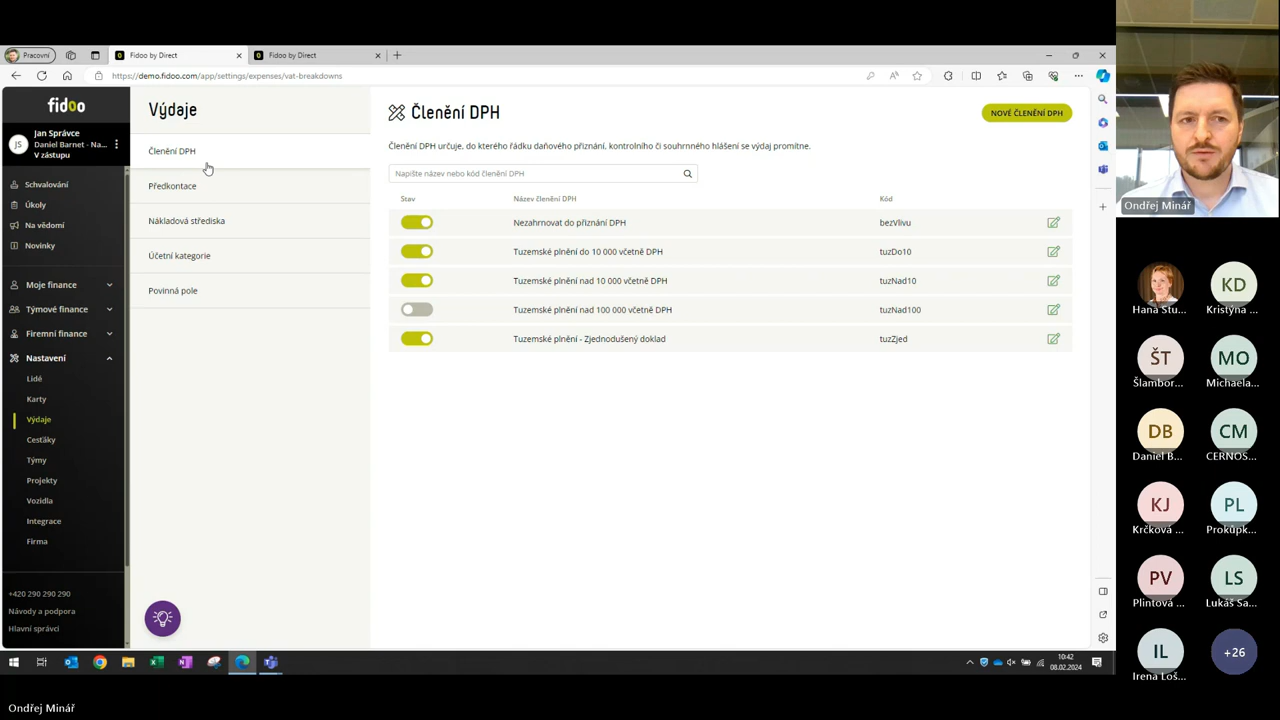 Pracovní
Fidoo by Direct
Fidoo by Direct
https://demo.fidoo.com/app/settings/expenses/vat-breakdowns
fidoo
JS
Jan Správce
Daniel Barnet - Na...
V zástupu
Schvalování
Úkoly
Na vědomí
Novinky
Moje finance
Týmové finance
Firemní finance
Nastavení
Lidé
Karty
Výdaje
Cesťáky
Týmy
Projekty
Vozidla
Integrace
Firma
+420 290 290 290
Návody a podpora
Hlavní správci
Výdaje
Členění DPH
Předkontace
Nákladová střediska
Účetní kategorie
Povinná pole
Členění DPH
NOVÉ ČLENĚNÍ DPH
Členění DPH určuje, do kterého řádku daňového přiznání, kontrolního či souhrnného hlášení se výdaj promítne.
Napište název nebo kód členění DPH
Stav Název členění DPH Kód
Nezahrnovat do přiznání DPH bezVlivu
Tuzemské plnění do 10 000 včetně DPH tuzDo10
Tuzemské plnění nad 10 000 včetně DPH tuzNad10
Tuzemské plnění nad 100 000 včetně DPH tuzNad100
Tuzemské plnění - Zjednodušený doklad tuzZjed
10:42
08.02.2024
Ondřej Minář
Ondřej Minář
Hana Stu...
KD
Kristýna ...
ŠT
Šlambor...
MO
Michaela...
DB
Daniel B...
CM
CERNOS...
KJ
Krčková ...
PL
Prokůpk...
PV
Plintová ...
LS
Lukáš Sa...
IL
Irena Loš...
+26